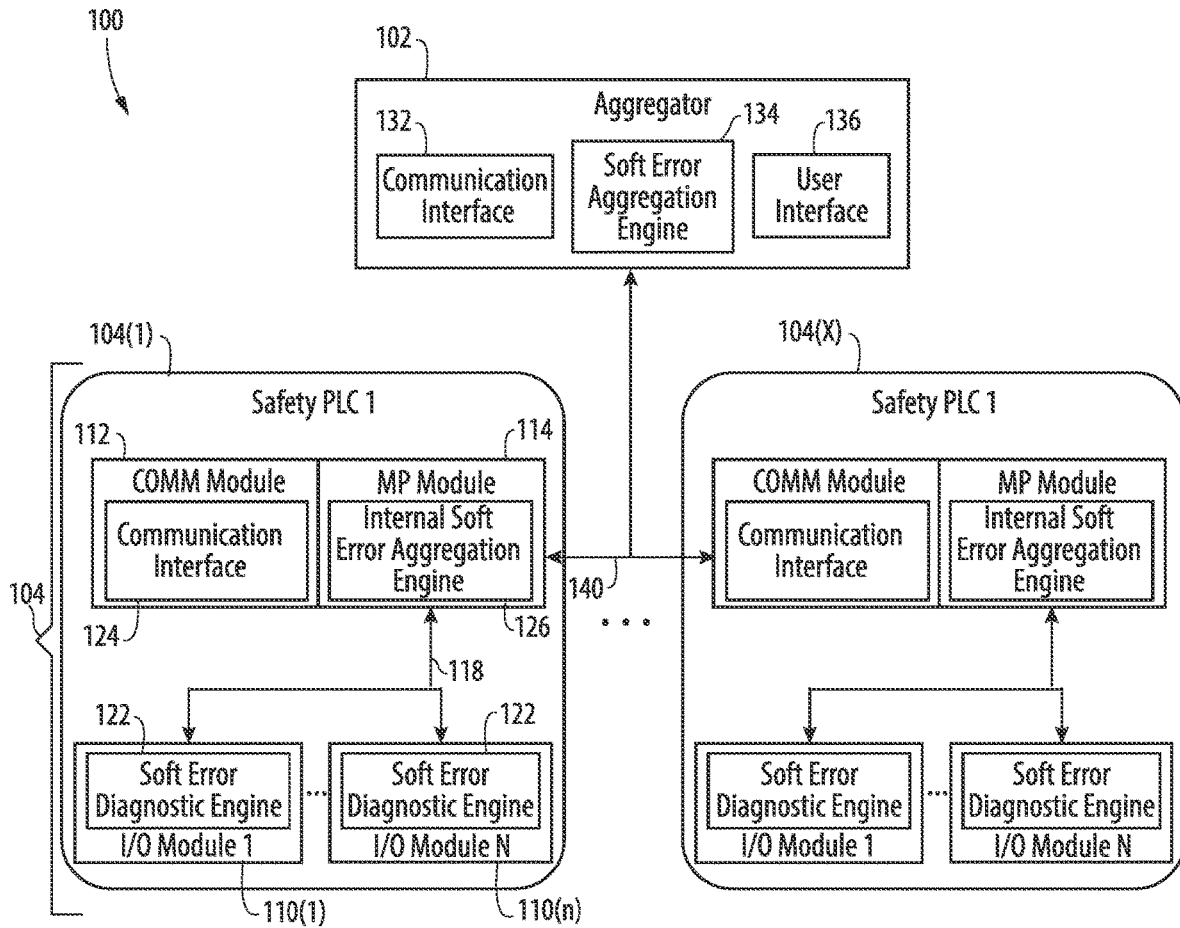 100
102
Aggregator
132
134
136
Communication
Interface
Soft Error
Aggregation
Engine
User
Interface
104(1)
104(X)
Safety PLC 1
Safety PLC 1
112
114
COMM Module
MP Module
Communication
Interface
Internal Soft
Error Aggregation
Engine
COMM Module
MP Module
Communication
Interface
Internal Soft
Error Aggregation
Engine
140
104
124
126
118
...
122
122
Soft Error
Diagnostic Engine
I/O Module 1
...
Soft Error
Diagnostic Engine
I/O Module N
Soft Error
Diagnostic Engine
I/O Module 1
...
Soft Error
Diagnostic Engine
I/O Module N
110(1)
110(n)